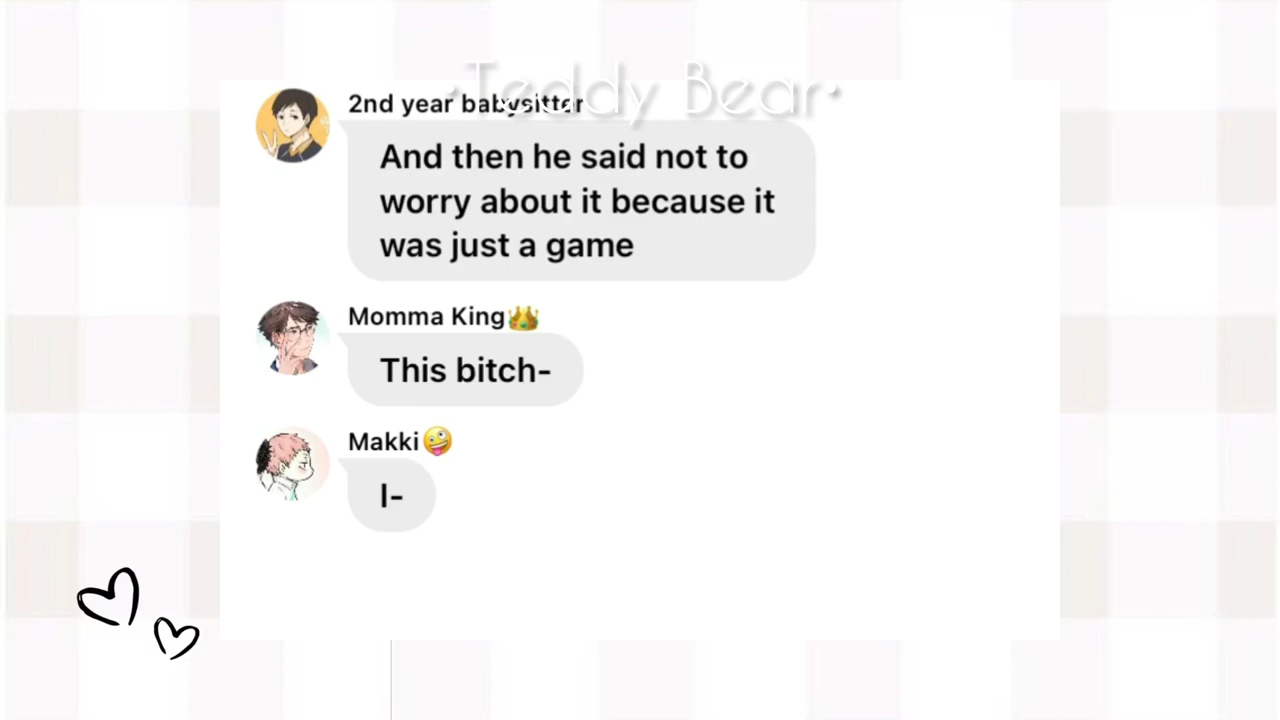 •Teddy Bear•
2nd year babysitter
And then he said not to
worry about it because it
was just a game
Momma King👑
This bitch-
Makki🤪
I-